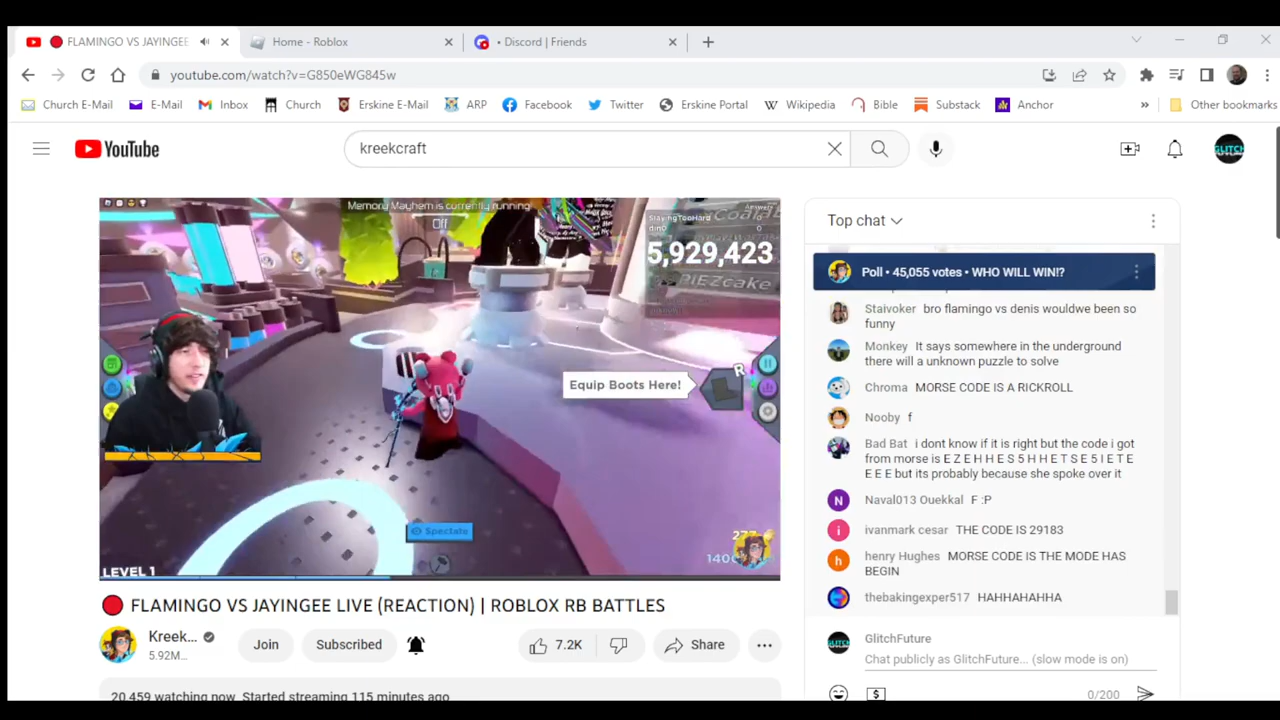 FLAMINGO VS JAYINGEE
Home - Roblox
• Discord | Friends
youtube.com/watch?v=G850eWG845w
Church E-Mail
E-Mail
Inbox
Church
Erskine E-Mail
ARP
Facebook
Twitter
Erskine Portal
Wikipedia
Bible
Substack
Anchor
»
Other bookmarks
YouTube
kreekcraft
GLITCH
Memory Mayhem is currently running
Off
SlayingTooHard
5,929,423
PIEZcake
R
Equip Boots Here!
Spectate
LEVEL 1
Top chat
Poll • 45,055 votes • WHO WILL WIN!?
Staivoker bro flamingo vs denis wouldwe been so
funny
Monkey It says somewhere in the underground
there will a unknown puzzle to solve
Chroma MORSE CODE IS A RICKROLL
Nooby f
Bad Bat i dont know if it is right but the code i got
from morse is E Z E H H E S 5 H H E T S E 5 I E T E
E E E but its probably because she spoke over it
N Naval013 Ouekkal F :P
i ivanmark cesar THE CODE IS 29183
h henry Hughes MORSE CODE IS THE MODE HAS
BEGIN
thebakingexper517 HAHHAHAHHA
GlitchFuture
Chat publicly as GlitchFuture... (slow mode is on)
0/200
FLAMINGO VS JAYINGEE LIVE (REACTION) | ROBLOX RB BATTLES
Kreek...
5.92M...
Join
Subscribed
7.2K
Share
20,459 watching now Started streaming 115 minutes ago